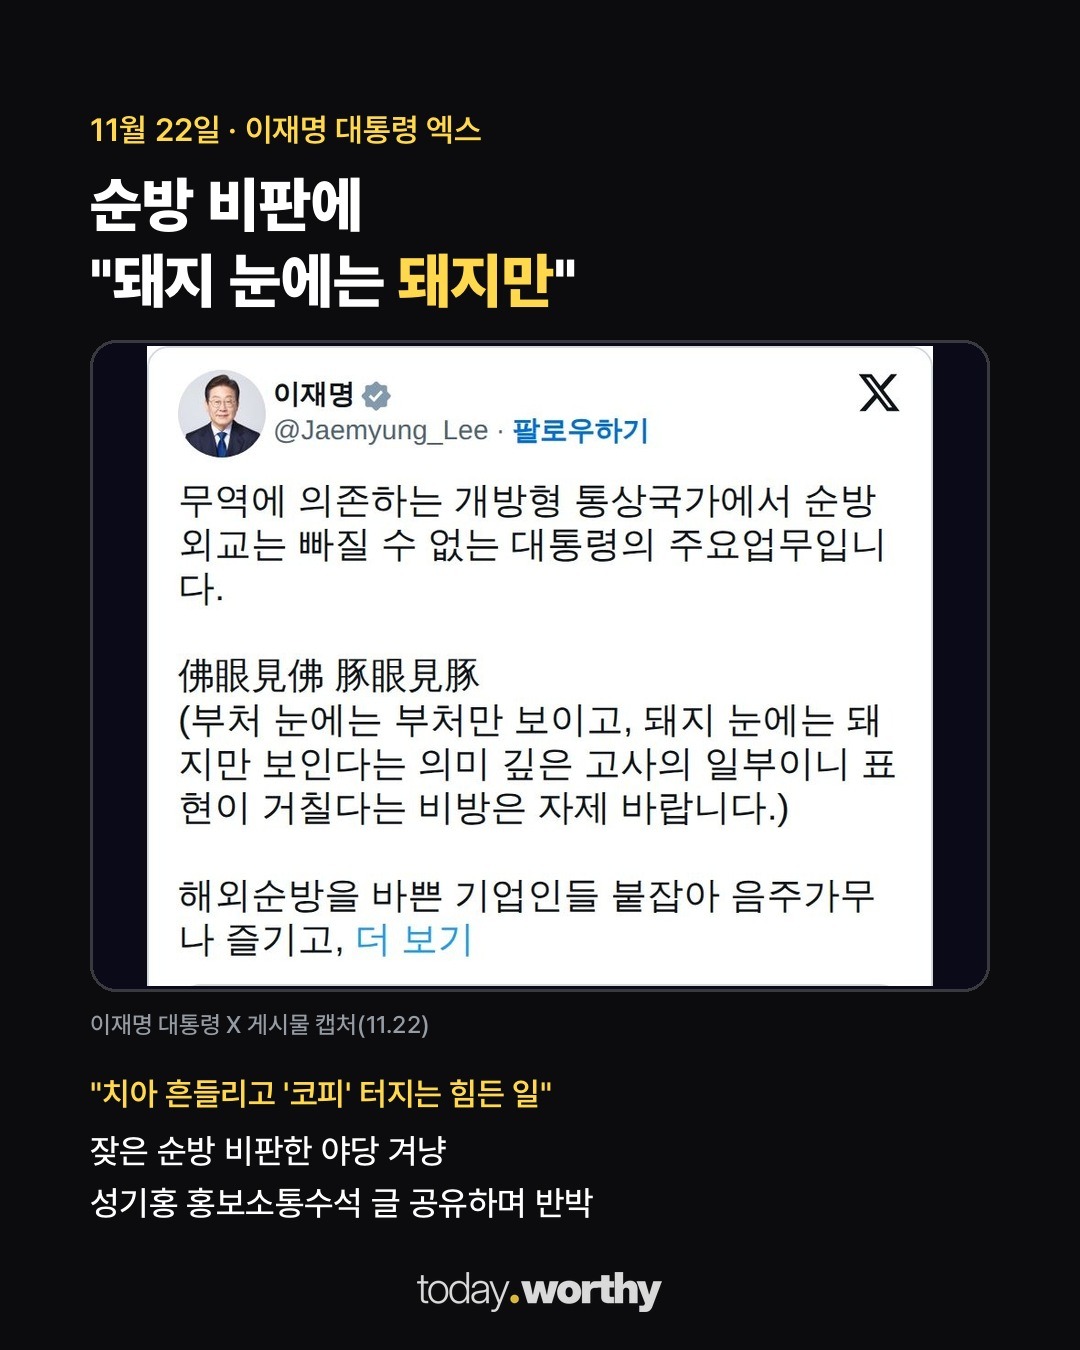 11월 22일 · 이재명 대통령 엑스
순방 비판에
"돼지 눈에는 돼지만"
이재명
@Jaemyung_Lee · 팔로우하기
무역에 의존하는 개방형 통상국가에서 순방
외교는 빠질 수 없는 대통령의 주요업무입니
다.
佛眼見佛 豚眼見豚
(부처 눈에는 부처만 보이고, 돼지 눈에는 돼
지만 보인다는 의미 깊은 고사의 일부이니 표
현이 거칠다는 비방은 자제 바랍니다.)
해외순방을 바쁜 기업인들 붙잡아 음주가무
나 즐기고, 더 보기
이재명 대통령 X 게시물 캡처(11.22)
"치아 흔들리고 '코피' 터지는 힘든 일"
잦은 순방 비판한 야당 겨냥
성기홍 홍보소통수석 글 공유하며 반박
today.worthy